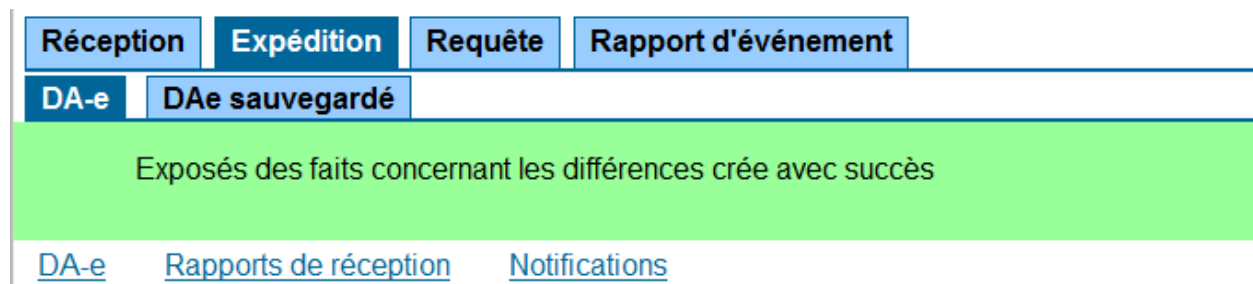 Réception Expédition Requête Rapport d'événement
DA-e DAe sauvegardé
Exposés des faits concernant les différences crée avec succès
DA-e Rapports de réception Notifications